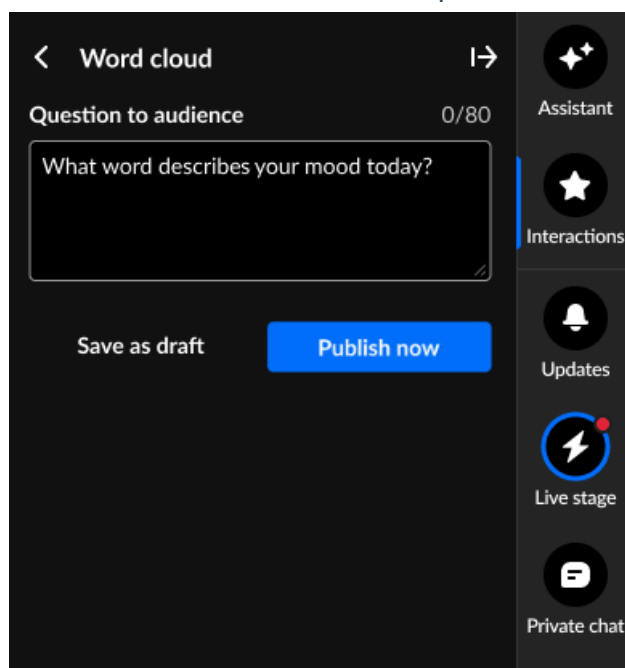 Word cloud
Question to audience 0/80
What word describes your mood today?
Save as draft Publish now
Assistant
Interactions
Updates
Live stage
Private chat